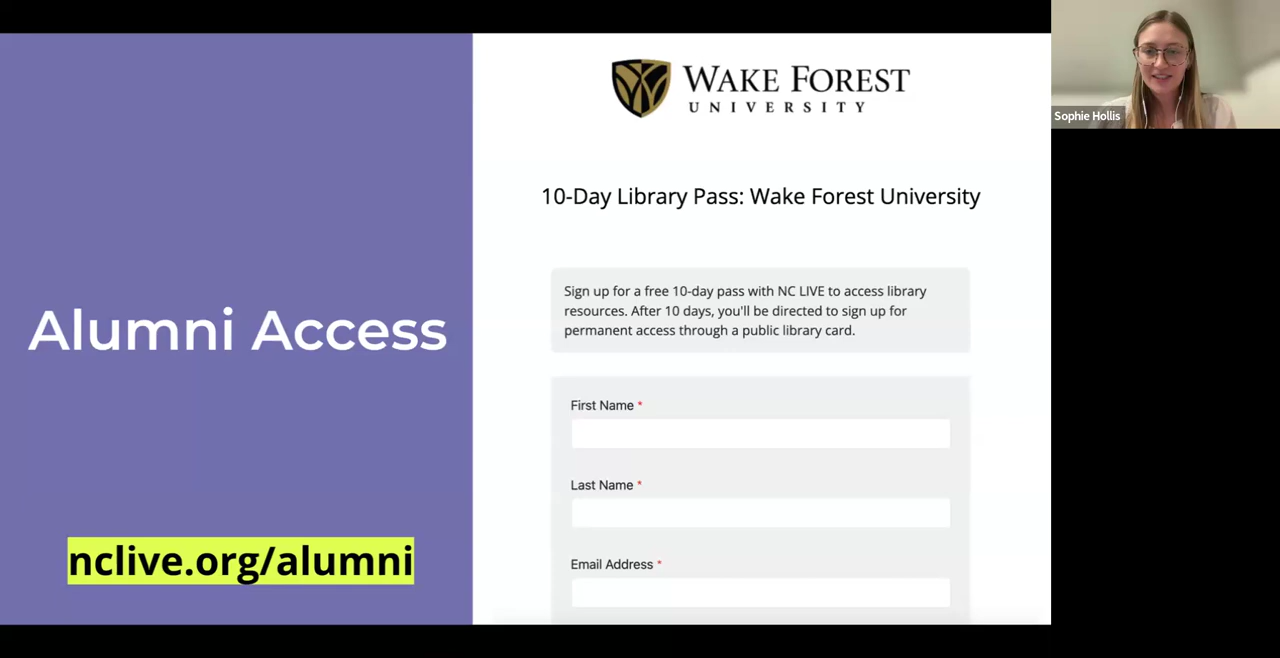 WAKE FOREST
UNIVERSITY
Sophie Hollis
10-Day Library Pass: Wake Forest University
Sign up for a free 10-day pass with NC LIVE to access library
resources. After 10 days, you'll be directed to sign up for
permanent access through a public library card.
Alumni Access
First Name *
Last Name *
Email Address *
nclive.org/alumni